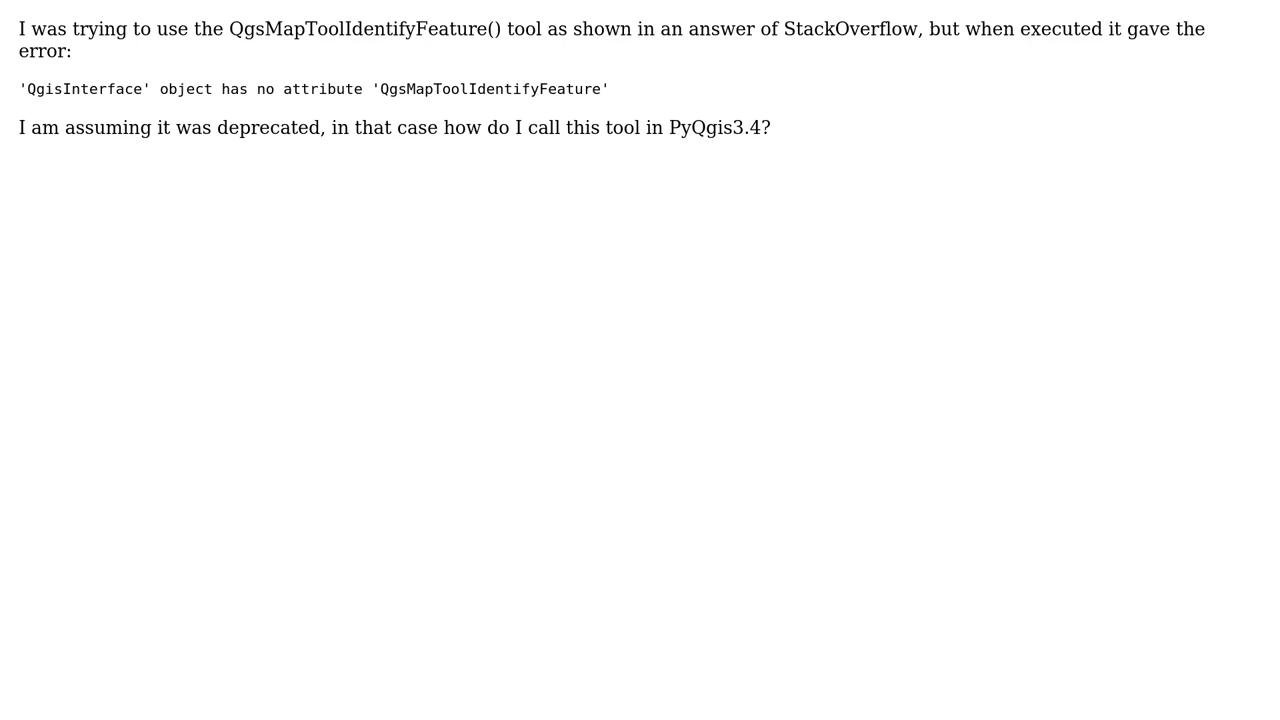 I was trying to use the QgsMapToolIdentifyFeature() tool as shown in an answer of StackOverflow, but when executed it gave the
error:
'QgisInterface' object has no attribute 'QgsMapToolIdentifyFeature'
I am assuming it was deprecated, in that case how do I call this tool in PyQgis3.4?